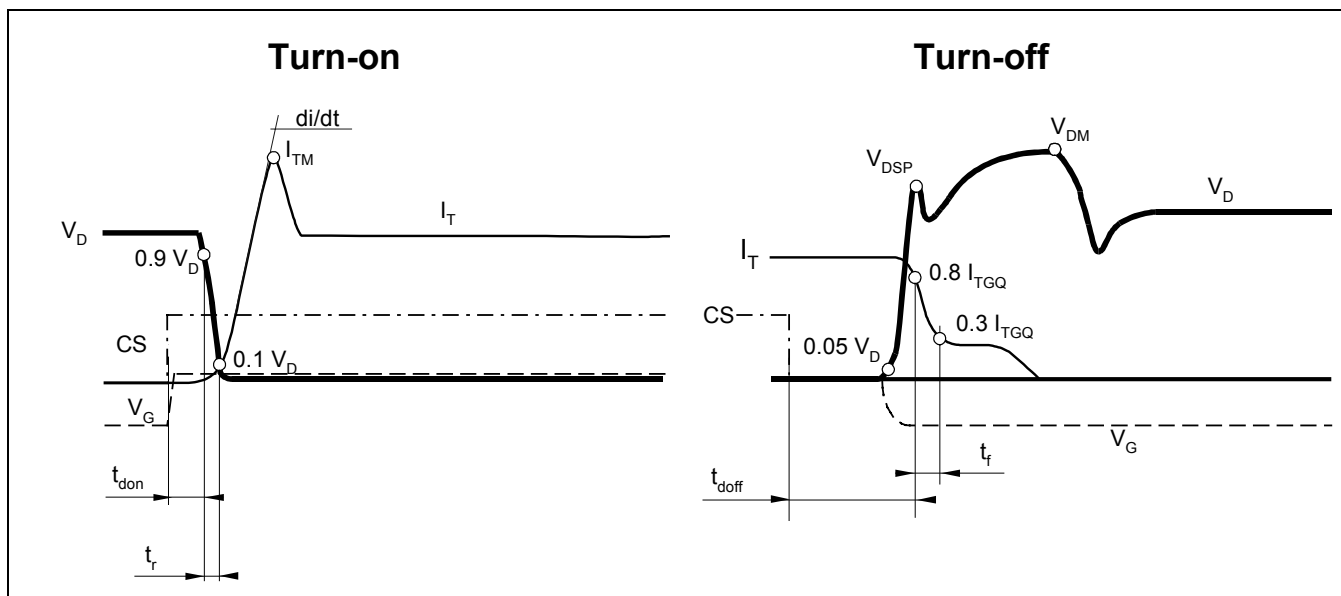 Turn-on
di/dt
I_TM
V_D
I_T
0.9 V_D
CS
0.1 V_D
V_G
t_don
t_r
Turn-off
V_DM
V_DSP
V_D
I_T
0.8 I_TGQ
CS
0.3 I_TGQ
0.05 V_D
V_G
t_f
t_doff